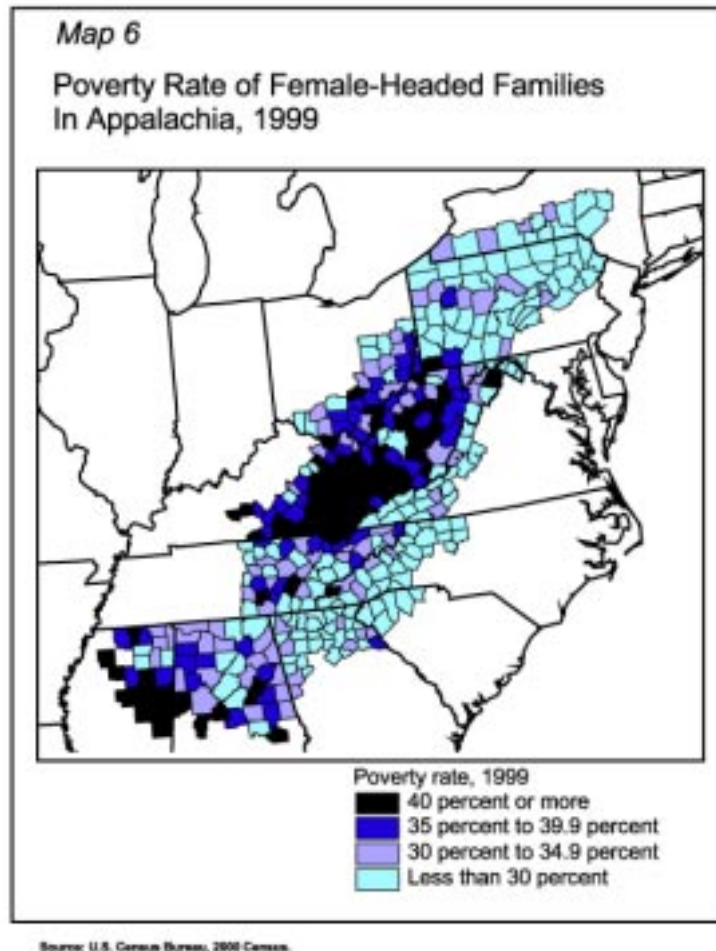 Map 6
Poverty Rate of Female-Headed Families
In Appalachia, 1999
Poverty rate, 1999
40 percent or more
35 percent to 39.9 percent
30 percent to 34.9 percent
Less than 30 percent
Source: U.S. Census Bureau, 2000 Census.